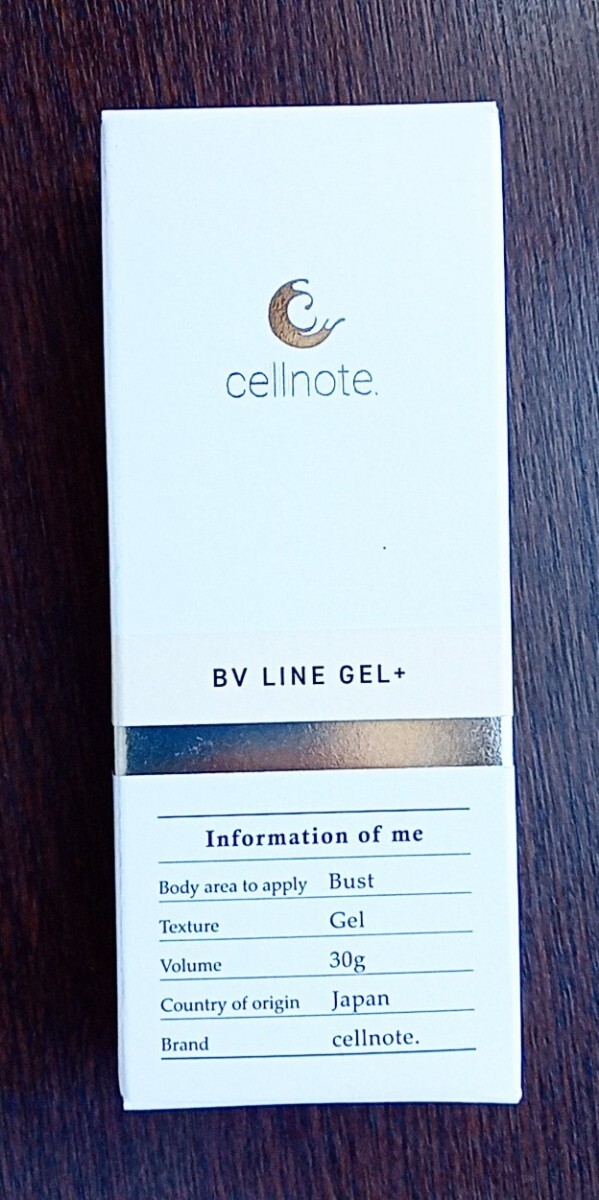 cellnote.
BV LINE GEL+
Information of me
Body area to apply Bust
Texture Gel
Volume 30g
Country of origin Japan
Brand cellnote.